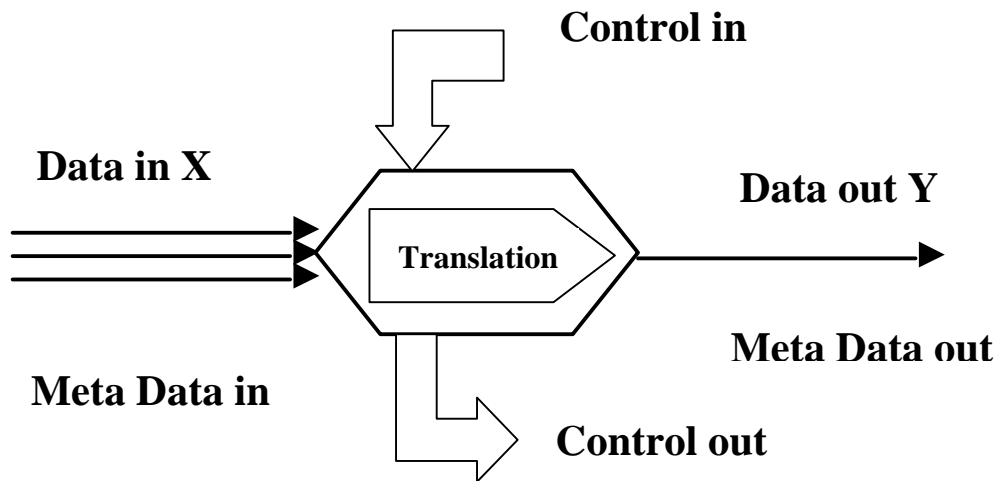 Control in
Data in X
Data out Y
Translation
Meta Data out
Meta Data in
Control out